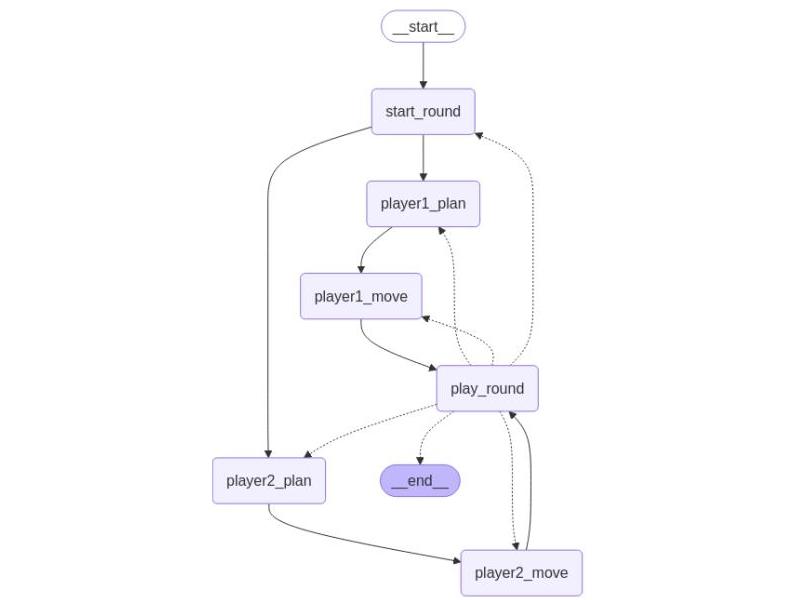 __start__
start_round
player1_plan
player1_move
play_round
player2_plan
__end__
player2_move